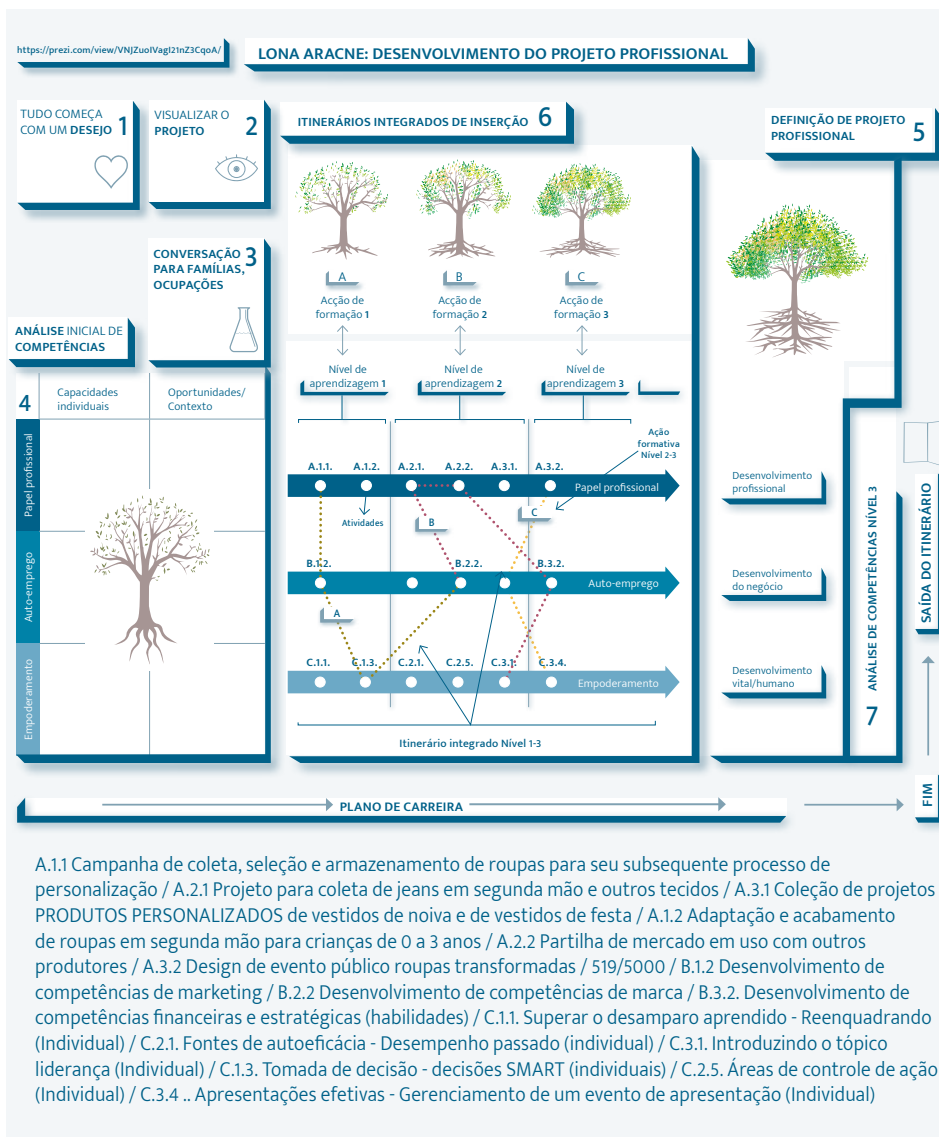 https://prezi.com/view/VNJZuoIVagI21nZ3CqoA/
LONA ARACNE: DESENVOLVIMENTO DO PROJETO PROFISSIONAL
TUDO COMEÇA
COM UM DESEJO 1
VISUALIZAR O
PROJETO 2
ITINERÁRIOS INTEGRADOS DE INSERÇÃO 6
DEFINIÇÃO DE PROJETO
PROFISSIONAL 5
CONVERSAÇÃO 3
PARA FAMÍLIAS,
OCUPAÇÕES
ANÁLISE INICIAL DE
COMPETÊNCIAS
4
Capacidades
individuais
Oportunidades/
Contexto
Papel profissional
Auto-emprego
Empoderamento
A
B
C
Acção de
formação 1
Acção de
formação 2
Acção de
formação 3
Nível de
aprendizagem 1
Nível de
aprendizagem 2
Nível de
aprendizagem 3
Ação
formativa
Nível 2-3
A.1.1. A.1.2. A.2.1. A.2.2. A.3.1. A.3.2.
Papel profissional
Atividades
B
C
B.1.2. B.2.2. B.3.2.
Auto-emprego
A
C.1.1. C.1.3. C.2.1. C.2.5. C.3.1. C.3.4.
Empoderamento
Itinerário integrado Nível 1-3
Desenvolvimento
profissional
Desenvolvimento
do negócio
Desenvolvimento
vital/humano
7 ANÁLISE DE COMPETÊNCIAS NÍVEL 3
SAÍDA DO ITINERÁRIO
FIM
PLANO DE CARREIRA
A.1.1 Campanha de coleta, seleção e armazenamento de roupas para seu subsequente processo de
personalização / A.2.1 Projeto para coleta de jeans em segunda mão e outros tecidos / A.3.1 Coleção de projetos
PRODUTOS PERSONALIZADOS de vestidos de noiva e de vestidos de festa / A.1.2 Adaptação e acabamento
de roupas em segunda mão para crianças de 0 a 3 anos / A.2.2 Partilha de mercado em uso com outros
produtores / A.3.2 Design de evento público roupas transformadas / 519/5000 / B.1.2 Desenvolvimento de
competências de marketing / B.2.2 Desenvolvimento de competências de marca / B.3.2. Desenvolvimento de
competências financeiras e estratégicas (habilidades) / C.1.1. Superar o desamparo aprendido - Reenquadrando
(Individual) / C.2.1. Fontes de autoeficácia - Desempenho passado (individual) / C.3.1. Introduzindo o tópico
liderança (Individual) / C.1.3. Tomada de decisão - decisões SMART (individuais) / C.2.5. Áreas de controle de ação
(Individual) / C.3.4 .. Apresentações efetivas - Gerenciamento de um evento de apresentação (Individual)